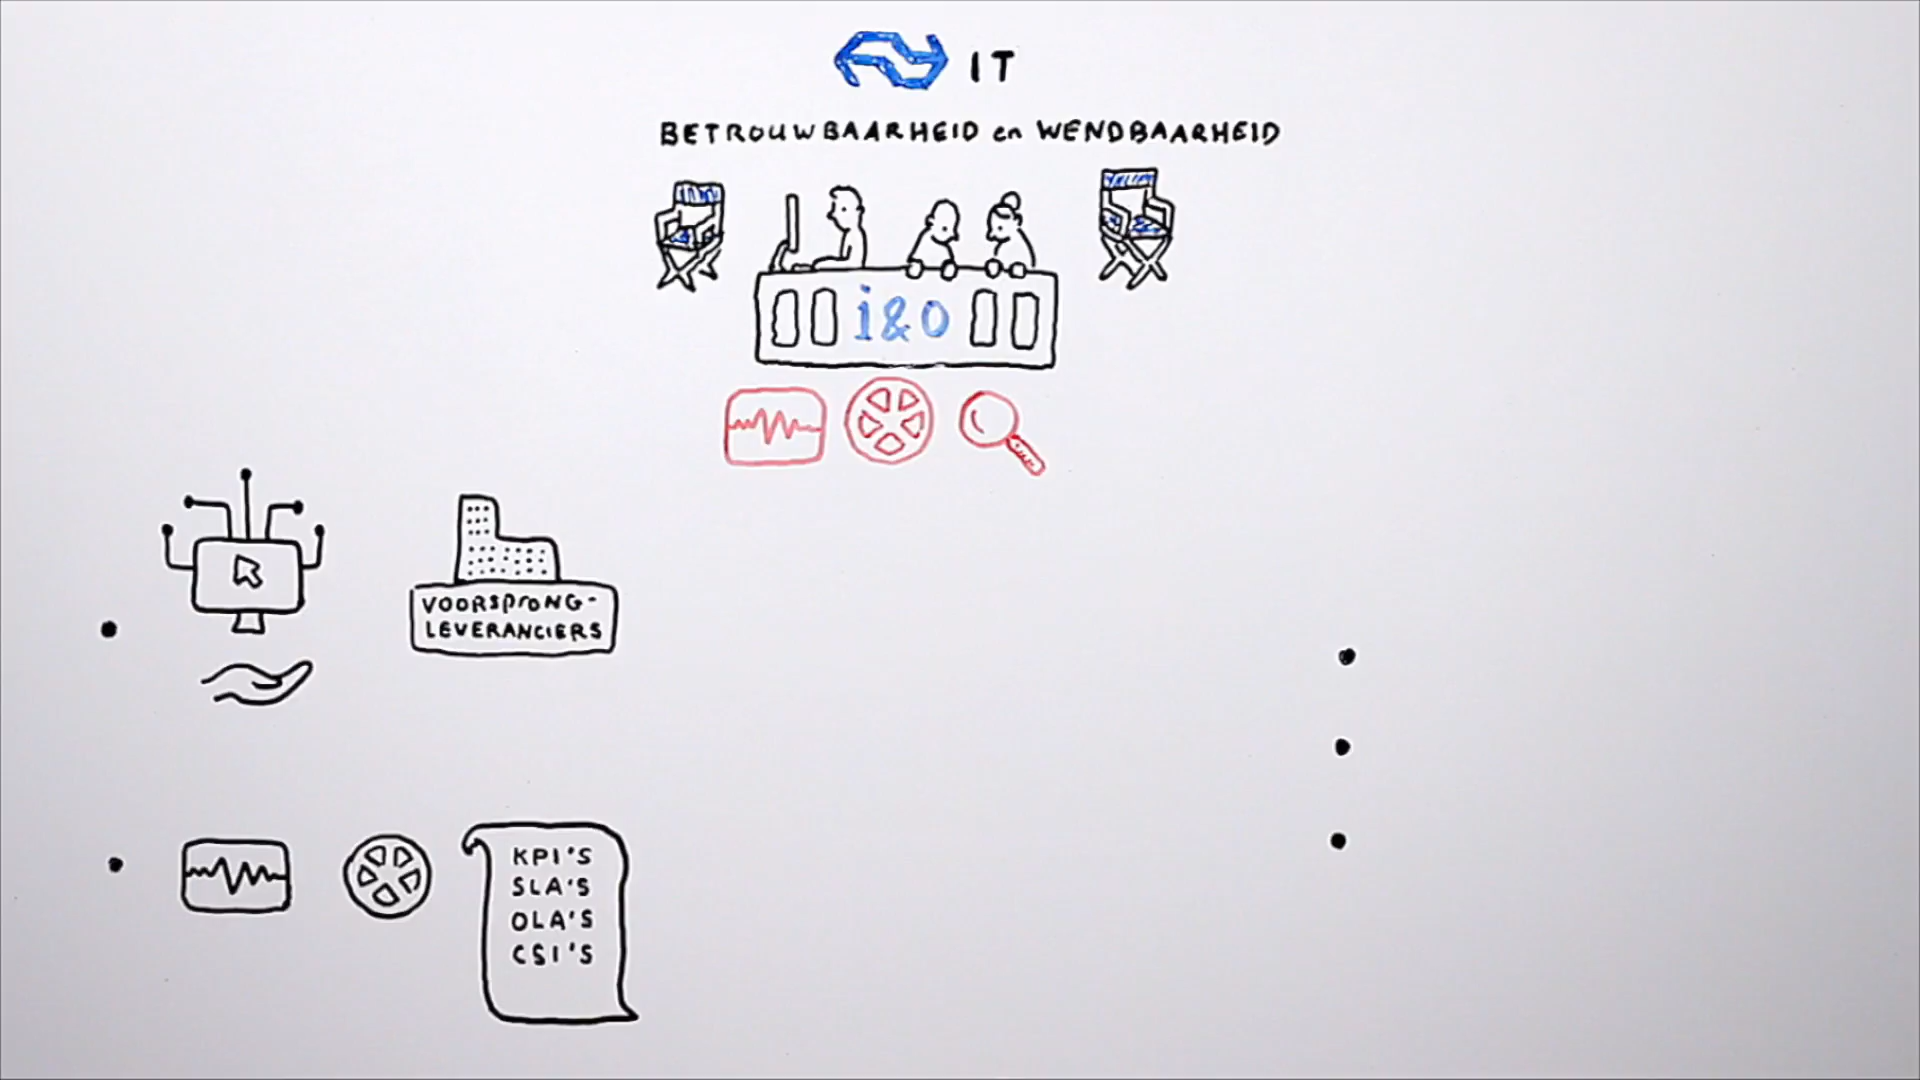 IT
BETROUWBAARHEID en WENDBAARHEID
i&O
VOORSPRONG-
LEVERANCIERS
KPI'S
SLA'S
OLA'S
CSI'S